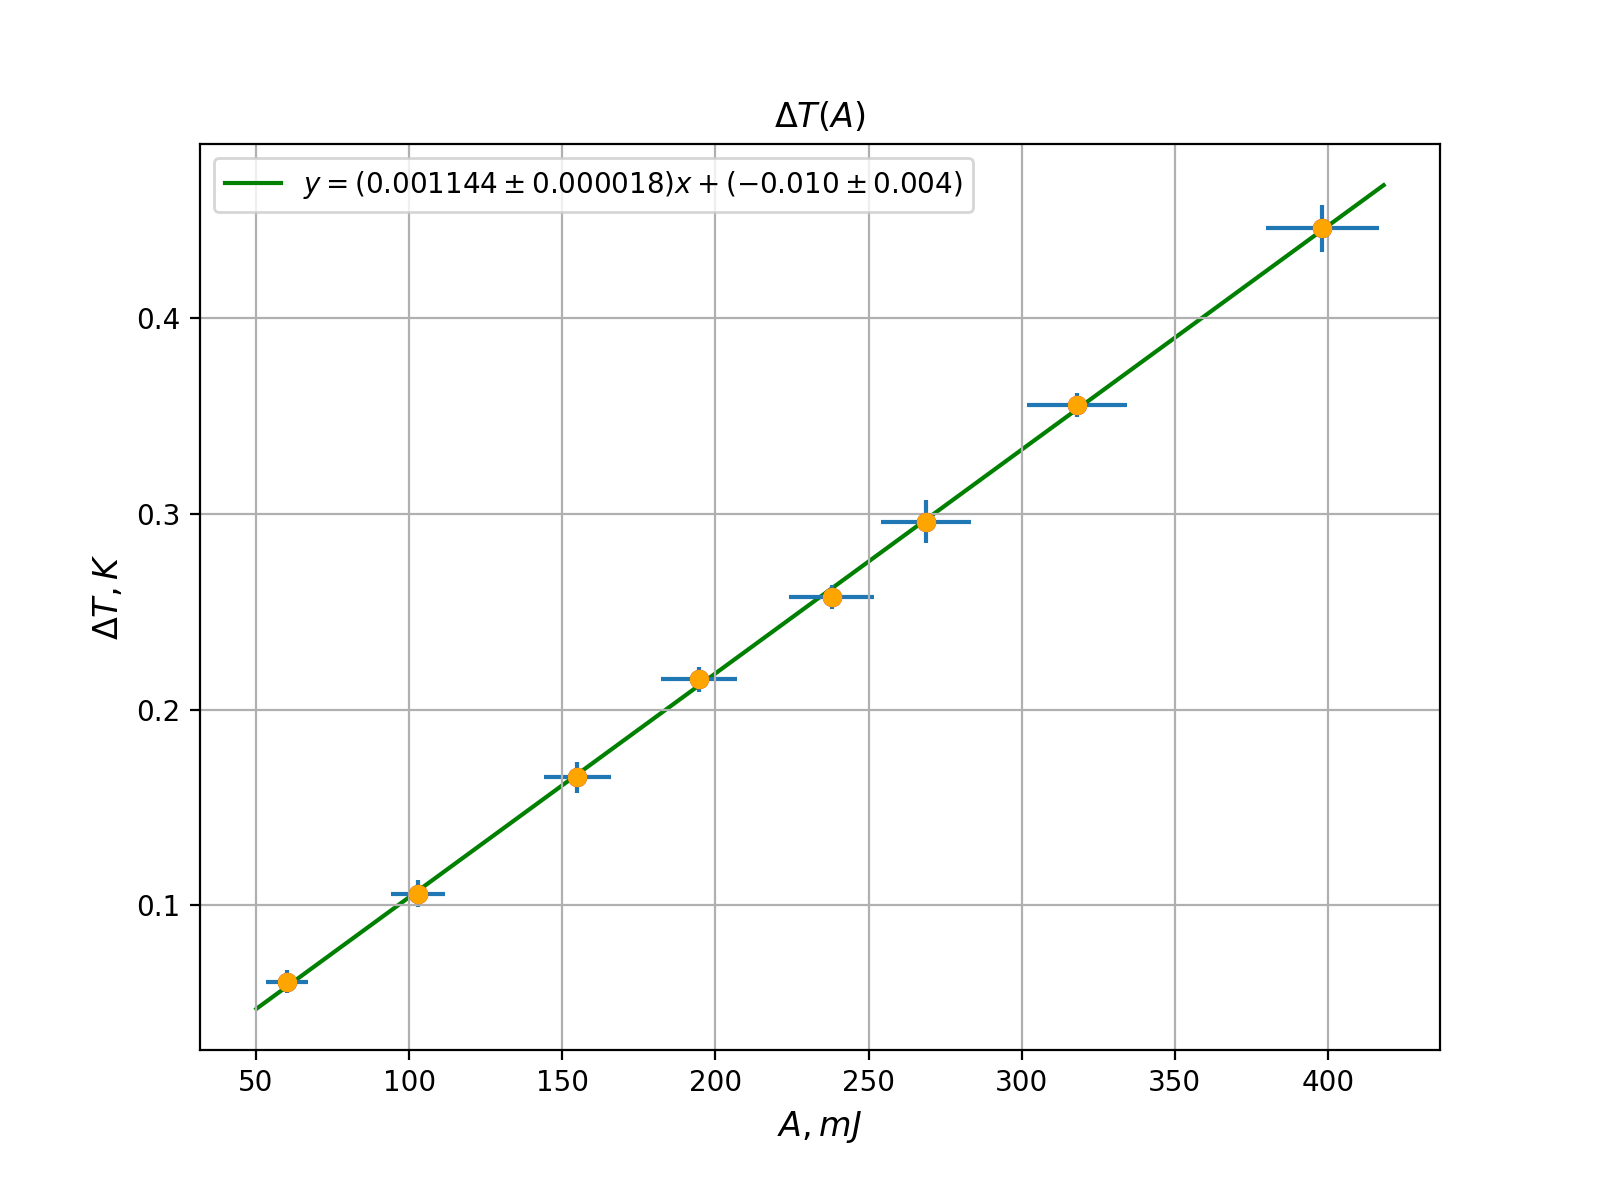 ΔT(A)
y = (0.001144 ± 0.000018)x + (−0.010 ± 0.004)
0.4
0.3
0.2
0.1
ΔT, K
50 100 150 200 250 300 350 400
A, mJ